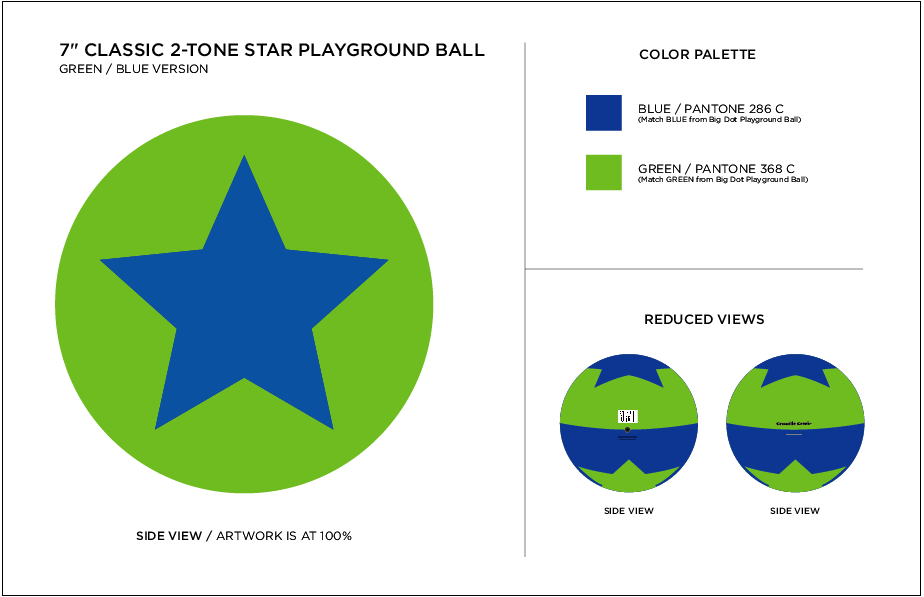 7" CLASSIC 2-TONE STAR PLAYGROUND BALL
GREEN / BLUE VERSION
SIDE VIEW / ARTWORK IS AT 100%
COLOR PALETTE
BLUE / PANTONE 286 C
(Match BLUE from Big Dot Playground Ball)
GREEN / PANTONE 368 C
(Match GREEN from Big Dot Playground Ball)
REDUCED VIEWS
SIDE VIEW
SIDE VIEW